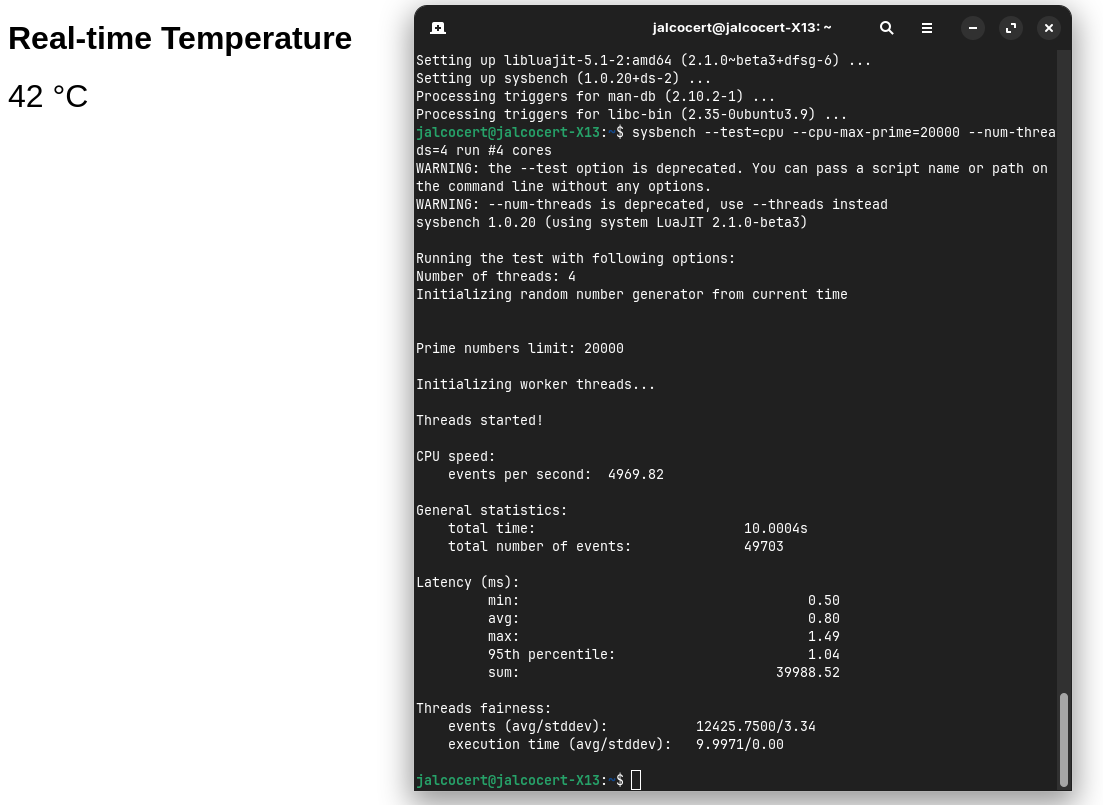 Real-time Temperature
42 °C
jalcocert@jalcocert-X13: ~
Setting up libluajit-5.1-2:amd64 (2.1.0~beta3+dfsg-6) ...
Setting up sysbench (1.0.20+ds-2) ...
Processing triggers for man-db (2.10.2-1) ...
Processing triggers for libc-bin (2.35-0ubuntu3.9) ...
jalcocert@jalcocert-X13:~$ sysbench --test=cpu --cpu-max-prime=20000 --num-threa
ds=4 run #4 cores
WARNING: the --test option is deprecated. You can pass a script name or path on
the command line without any options.
WARNING: --num-threads is deprecated, use --threads instead
sysbench 1.0.20 (using system LuaJIT 2.1.0-beta3)
Running the test with following options:
Number of threads: 4
Initializing random number generator from current time
Prime numbers limit: 20000
Initializing worker threads...
Threads started!
CPU speed:
events per second: 4969.82
General statistics:
total time: 10.0004s
total number of events: 49703
Latency (ms):
min: 0.50
avg: 0.80
max: 1.49
95th percentile: 1.04
sum: 39988.52
Threads fairness:
events (avg/stddev): 12425.7500/3.34
execution time (avg/stddev): 9.9971/0.00
jalcocert@jalcocert-X13:~$